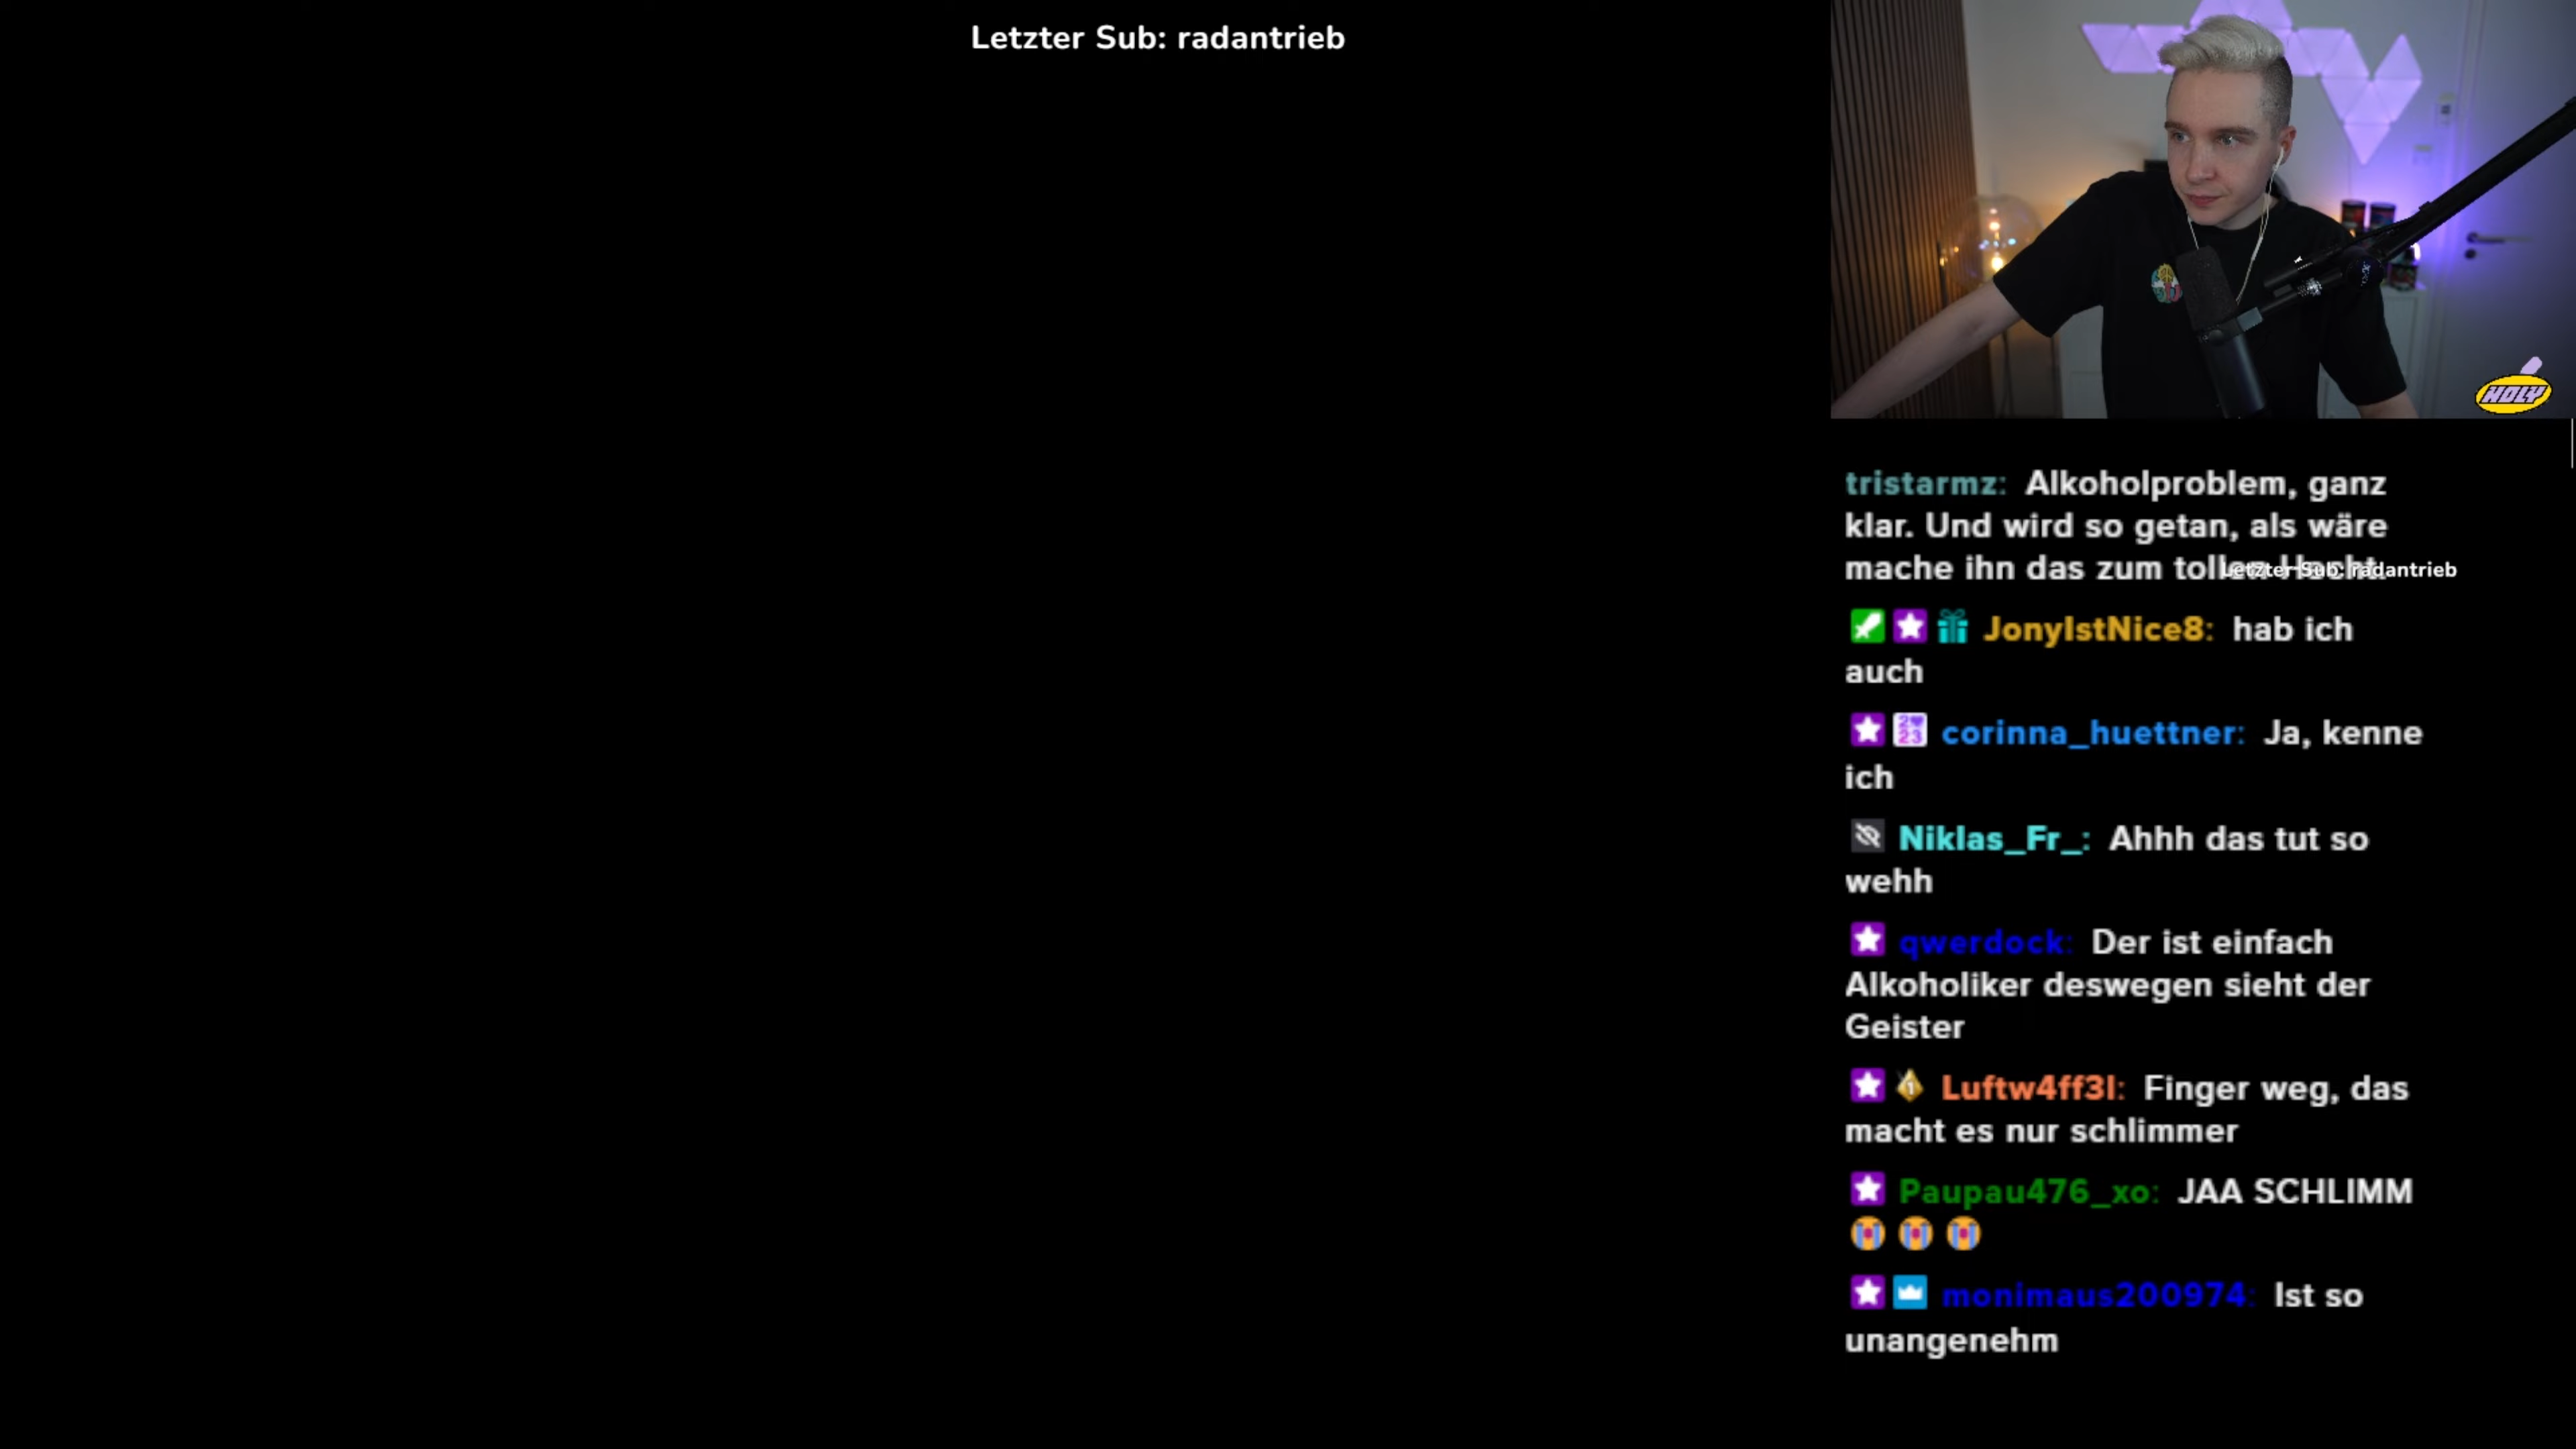 Letzter Sub: radantrieb
HOLY
tristarmz: Alkoholproblem, ganz
klar. Und wird so getan, als wäre
mache ihn das zum tollen Hecht.
Letzter Sub: radantrieb
JonyIstNice8: hab ich
auch
corinna_huettner: Ja, kenne
ich
Niklas_Fr_: Ahhh das tut so
wehh
qwerdock: Der ist einfach
Alkoholiker deswegen sieht der
Geister
Luftw4ff3l: Finger weg, das
macht es nur schlimmer
Paupau476_xo: JAA SCHLIMM
😭 😭 😭
monimaus200974: Ist so
unangenehm